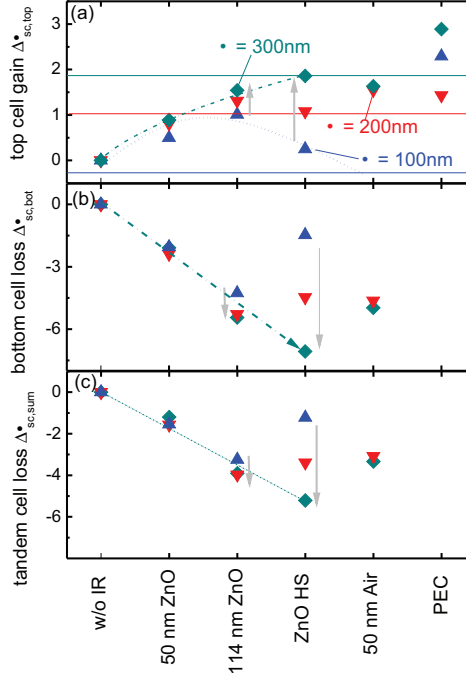 (a)
top cell gain Δ•sc,top
3
2
1
0
• = 300nm
• = 200nm
• = 100nm
(b)
bottom cell loss Δ•sc,bot
0
-3
-6
(c)
tandem cell loss Δ•sc,sum
0
-2
-4
-6
w/o IR
50 nm ZnO
114 nm ZnO
ZnO HS
50 nm Air
PEC